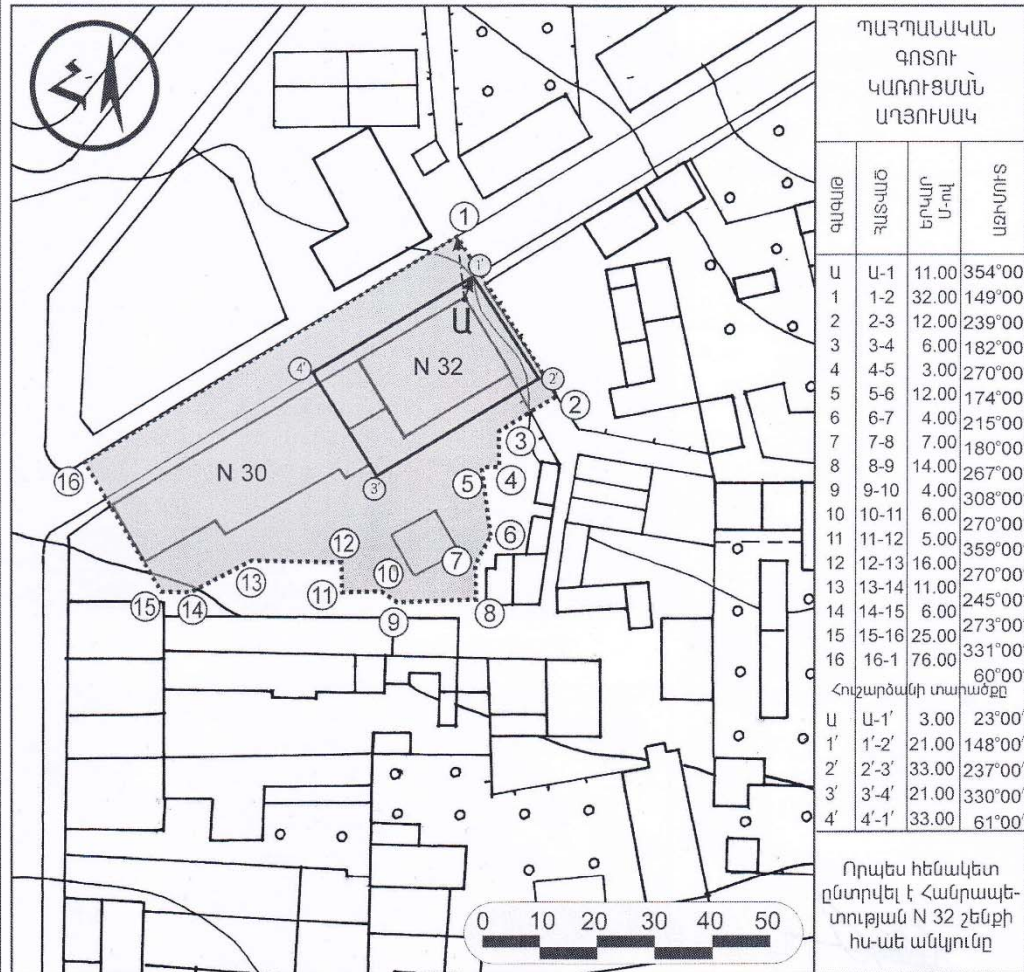 Հ
ՊԱՀՊԱՆԱԿԱՆ
ԳՈՏՈՒ
ԿԱՌՈՒՑՄԱՆ
ԱՂՅՈՒՍԱԿ
ԳԱԳԱԹ ՀԱՏՎԱԾ ԵՐԿԱՐ Մ-ով ԱԶԻՄՈՒՏ
Ա Ա-1 11.00 354°00
1 1-2 32.00 149°00
2 2-3 12.00 239°00
3 3-4 6.00 182°00
4 4-5 3.00 270°00
5 5-6 12.00 174°00
6 6-7 4.00 215°00
7 7-8 7.00 180°00
8 8-9 14.00 267°00
9 9-10 4.00 308°00
10 10-11 6.00 270°00
11 11-12 5.00 359°00
12 12-13 16.00 270°00
13 13-14 11.00 245°00
14 14-15 6.00 273°00
15 15-16 25.00 331°00
16 16-1 76.00 60°00
Հուշարձանի տարածքը
Ա Ա-1' 3.00 23°00'
1' 1'-2' 21.00 148°00'
2' 2'-3' 33.00 237°00'
3' 3'-4' 21.00 330°00'
4' 4'-1' 33.00 61°00'
Որպես հենակետ
ընտրվել է Հանրապե-
տության N 32 շենքի
հս-աե անկյունը
1
1'
Ա
4'
N 32
2'
2
3
16
N 30
3'
5
4
6
12
7
13
10
11
15
14
9
8
0 10 20 30 40 50